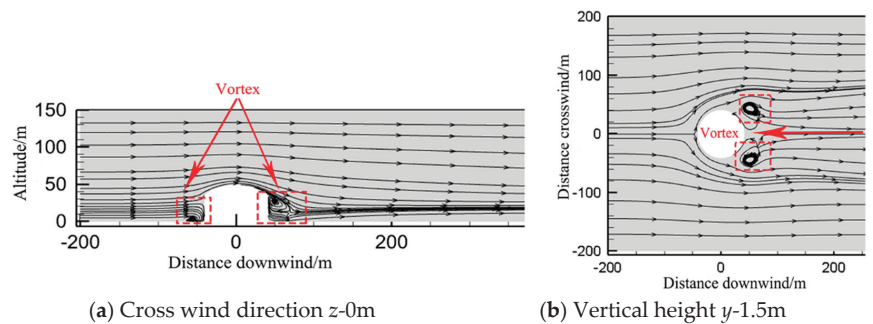 Vortex
150
100
50
0
Altitude/m
-200
0
200
Distance downwind/m
(a) Cross wind direction z-0m
200
100
0
-100
-200
Distance crosswind/m
Vortex
-200
0
200
Distance downwind/m
(b) Vertical height y-1.5m